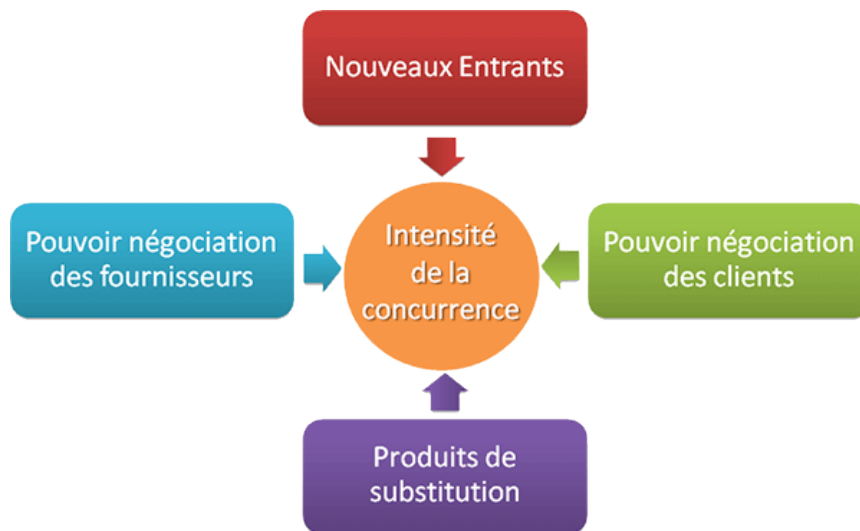 Nouveaux Entrants
Pouvoir négociation
des fournisseurs
Intensité
de la
concurrence
Pouvoir négociation
des clients
Produits de
substitution